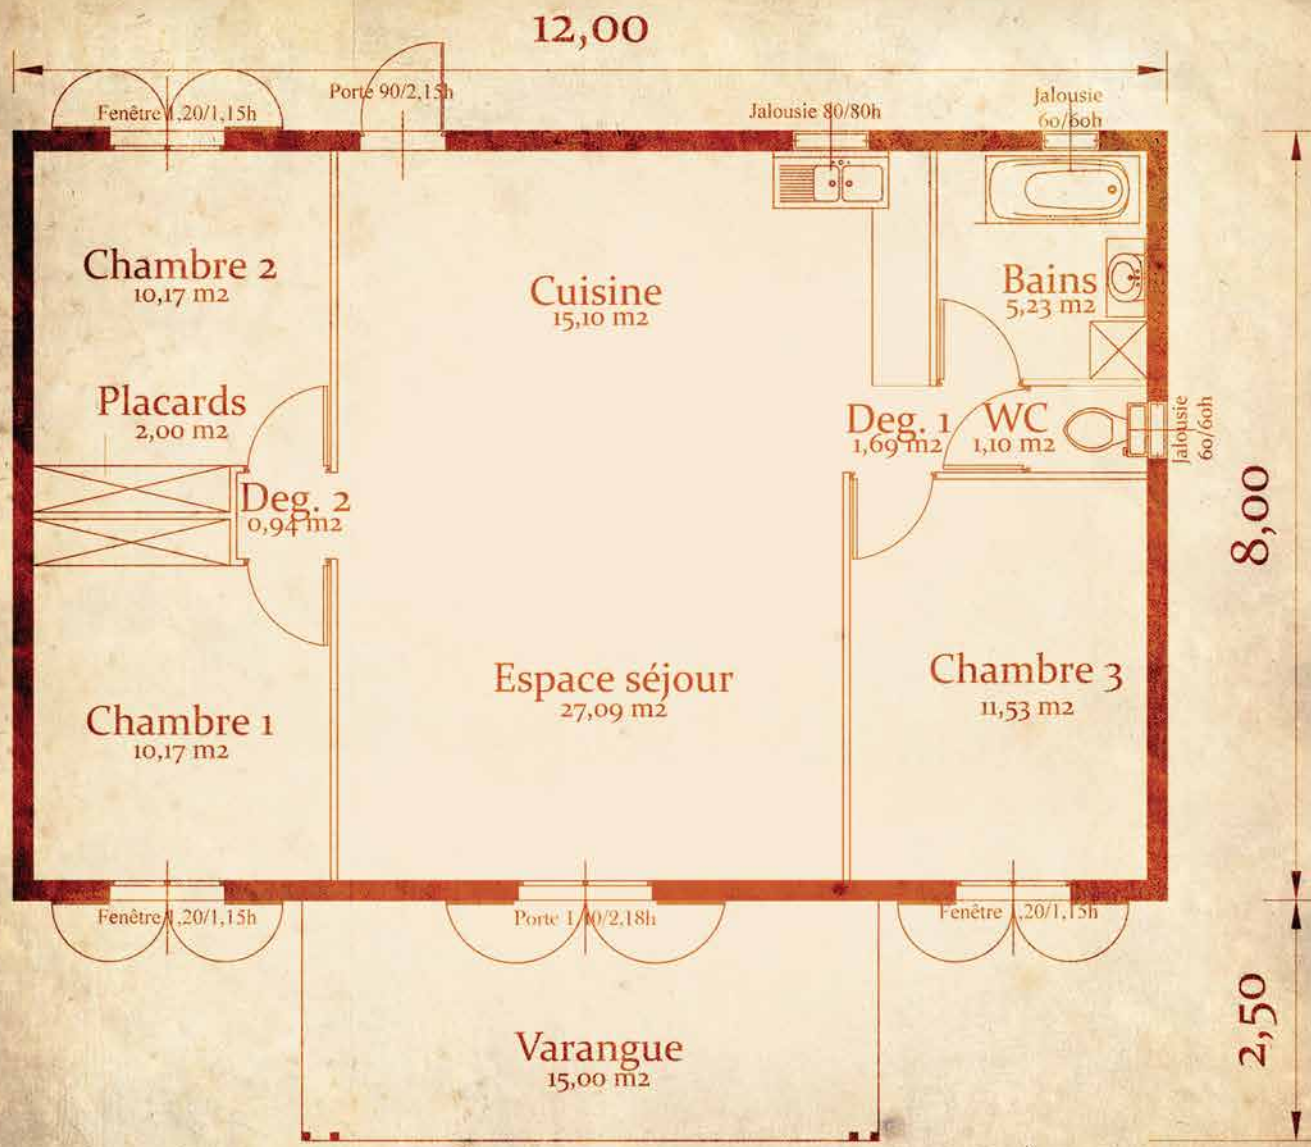 12,00
Fenêtre 1,20/1,15h
Porte 90/2,15h
Jalousie 80/80h
Jalousie
60/60h
Chambre 2
10,17 m2
Cuisine
15,10 m2
Bains
5,23 m2
Placards
2,00 m2
Deg. 1
1,69 m2
WC
1,10 m2
Jalousie
60/60h
Deg. 2
0,94 m2
8,00
Espace séjour
27,09 m2
Chambre 3
11,53 m2
Chambre 1
10,17 m2
Fenêtre 1,20/1,15h
Porte
Fenêtre 1,20/1,15h
2,50
Varangue
15,00 m2